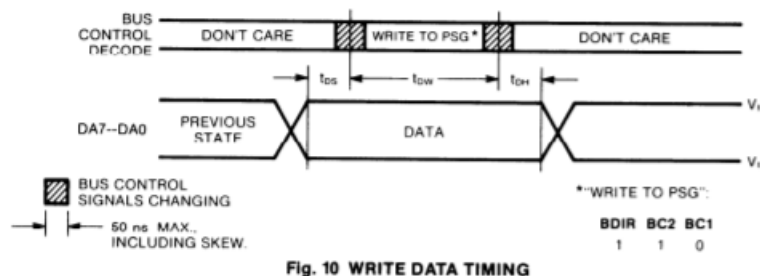 BUS
CONTROL
DECODE
DON'T CARE
WRITE TO PSG*
DON'T CARE
tDS
tDW
tDH
DA7--DA0
PREVIOUS
STATE
DATA
BUS CONTROL
SIGNALS CHANGING
50 ns MAX.,
INCLUDING SKEW.
*"WRITE TO PSG":
BDIR BC2 BC1
1 1 0
Fig. 10 WRITE DATA TIMING